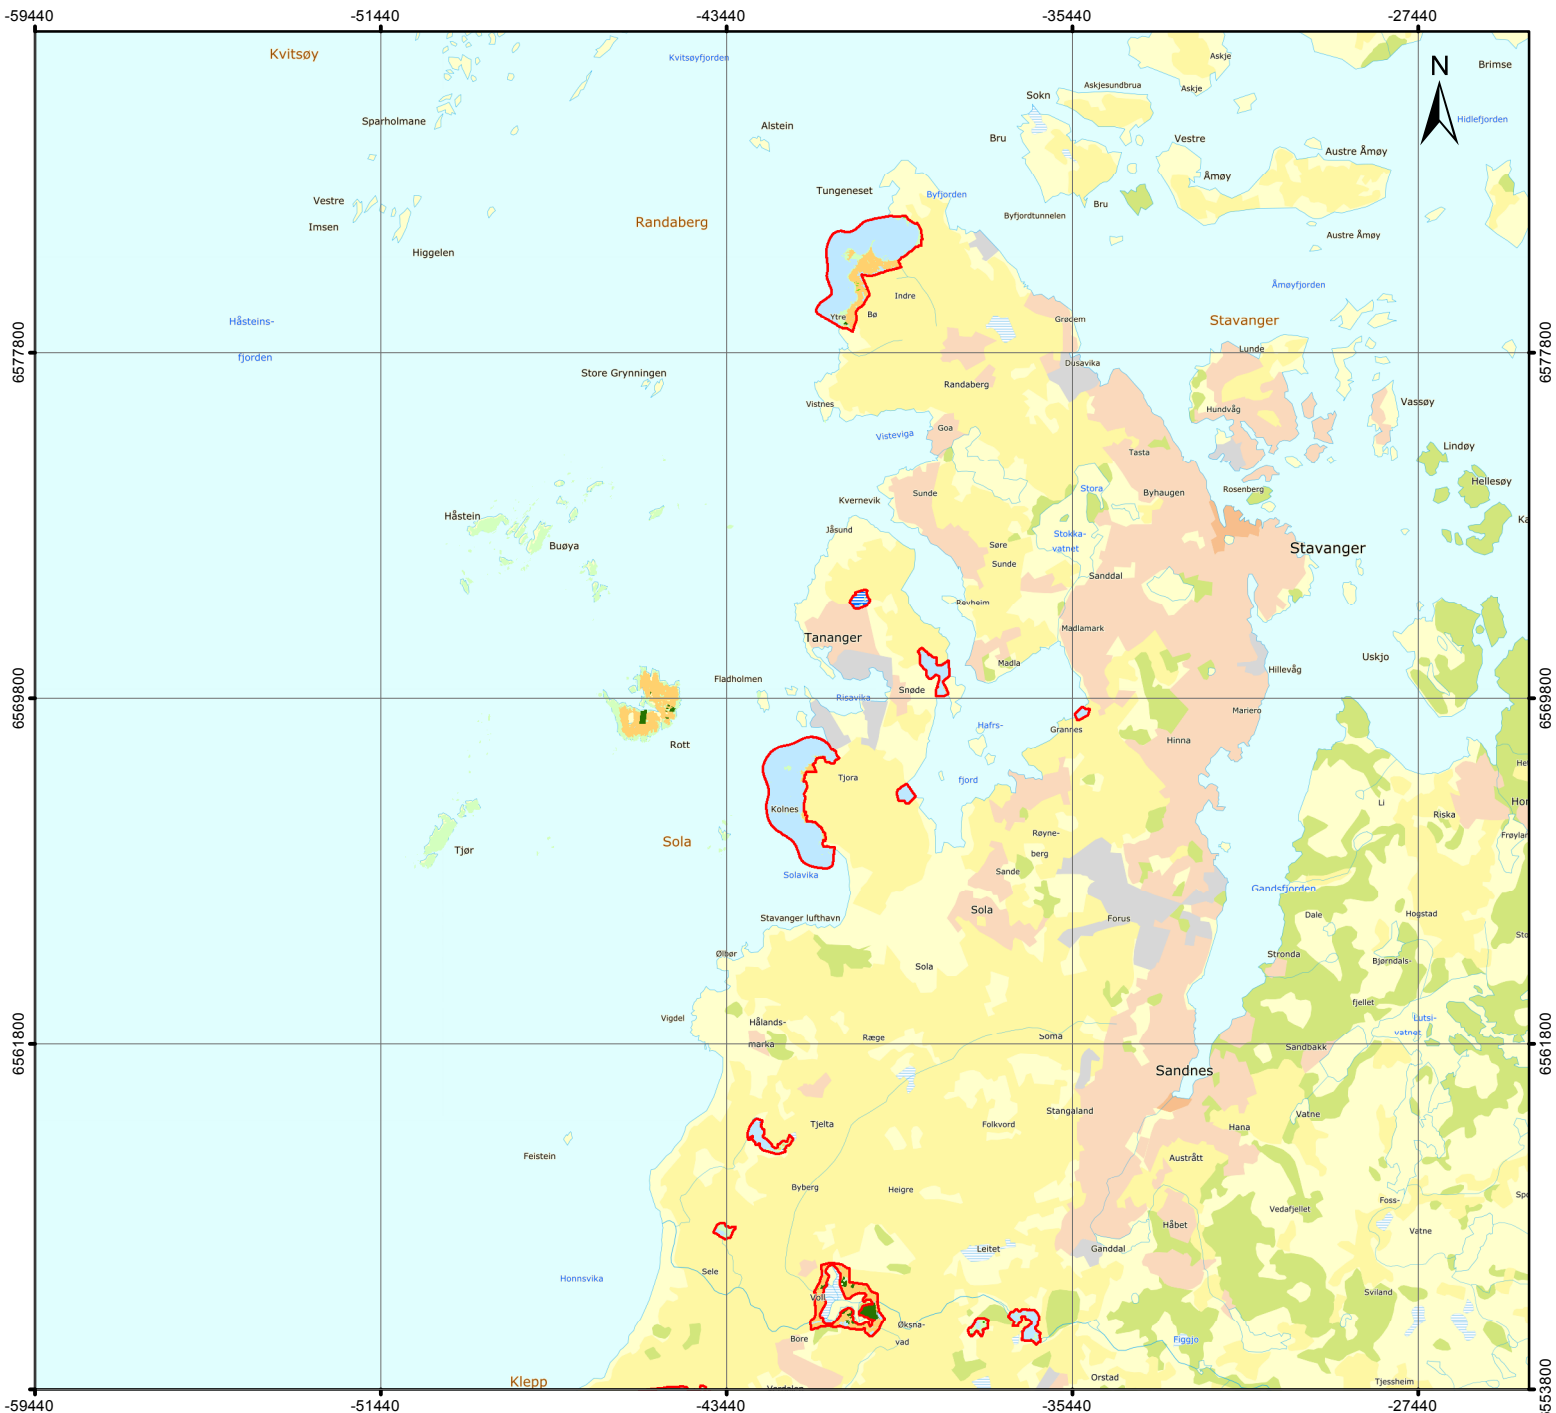 -59440
-51440
-43440
-35440
-27440
Kvitsøy
Kvitsøyfjorden
Askje
Brimse
N
Askjesundbrua
Askje
Sokn
Sparholmane
Alstein
Hidlefjorden
Bru
Vestre
Austre Åmøy
Åmøy
Tungeneset
Byfjorden
Vestre
Bru
Byfjordtunnelen
Imsen
Randaberg
Austre Åmøy
Higgelen
Åmøyfjorden
Indre
Ytre
Bø
Håsteins-
Grødem
Stavanger
6577800
fjorden
6577800
Lunde
Dusavika
Store Grynningen
Randaberg
Vistnes
Hundvåg
Vassøy
Visteviga
Goa
Lindøy
Tasta
Hellesøy
Stora
Rosenberg
Sunde
Byhaugen
Kvernevik
Håstein
Ka
Jåsund
Stokka-
vatnet
Buøya
Søre
Sunde
Stavanger
Sanddal
Revheim
Madlamark
Tananger
Uskjo
Madla
Hillevåg
Fladholmen
Snøde
6569800
Risavika
6569800
Mariero
Hafrs-
Grannes
Rott
Hinna
Tjora
fjord
Kolnes
Li
Riska
Røyne-
berg
Frøylan
Sola
Tjør
Sande
Solavika
Gandsfjorden
Sola
Stavanger lufthavn
Forus
Dale
Hogstad
Ølbør
Stronda
Bjørndals-
Sola
fjellet
Vigdel
Hålands-
marka
Lutsi-
vatnet
Ræge
Soma
6561800
Sandbakk
6561800
Sandnes
Stangaland
Vatne
Tjelta
Folkvord
Hana
Feistein
Austrått
Byberg
Heigre
Foss-
Vatne
Vedafjellet
Håbet
Leitet
Ganddal
Sele
Honnsvika
Voll
Sviland
Øksna-
vad
Bore
Figgjo
Klepp
Orstad
Tjessheim
6553800
-59440
-51440
-43440
-35440
-27440